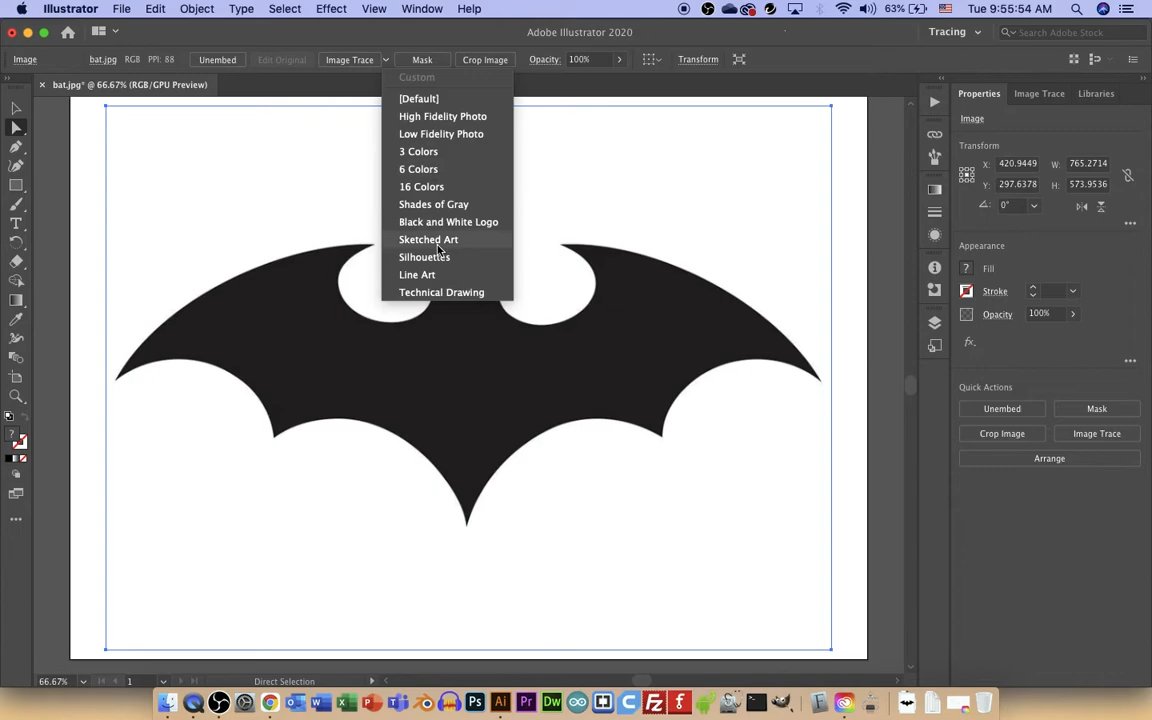 Illustrator File Edit Object Type Select Effect View Window Help 63% Tue 9:55:54 AM
Adobe Illustrator 2020 Tracing Search Adobe Stock
Image bat.jpg RGB PPI: 88 Unembed Edit Original Image Trace Mask Crop Image Opacity: 100% Transform
bat.jpg* @ 66.67% (RGB/GPU Preview)
Custom
[Default]
High Fidelity Photo
Low Fidelity Photo
3 Colors
6 Colors
16 Colors
Shades of Gray
Black and White Logo
Sketched Art
Silhouettes
Line Art
Technical Drawing
Properties Image Trace Libraries
Image
Transform
X: 420.9449 W: 765.2714
Y: 297.6378 H: 573.9536
0°
Appearance
? Fill
Stroke
Opacity 100%
fx.
Quick Actions
Unembed Mask
Crop Image Image Trace
Arrange
66.67% 1 Direct Selection